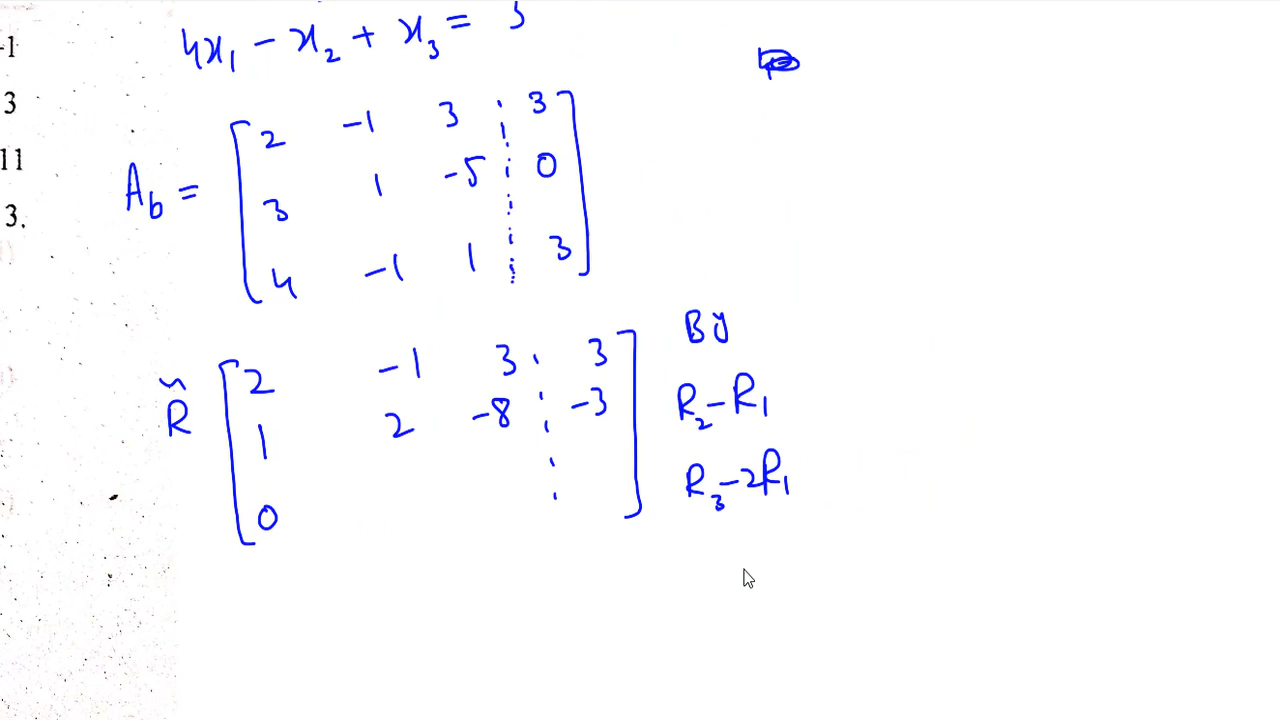 -1
3
11
3.
4x₁ - x₂ + x₃ = 3
A_b = [ 2 -1 3 ⋮ 3
3 1 -5 ⋮ 0
4 -1 1 ⋮ 3 ]
R̃ [ 2 -1 3 ⋮ 3
1 2 -8 ⋮ -3
0 ⋮ ]
By
R₂-R₁
R₃-2R₁